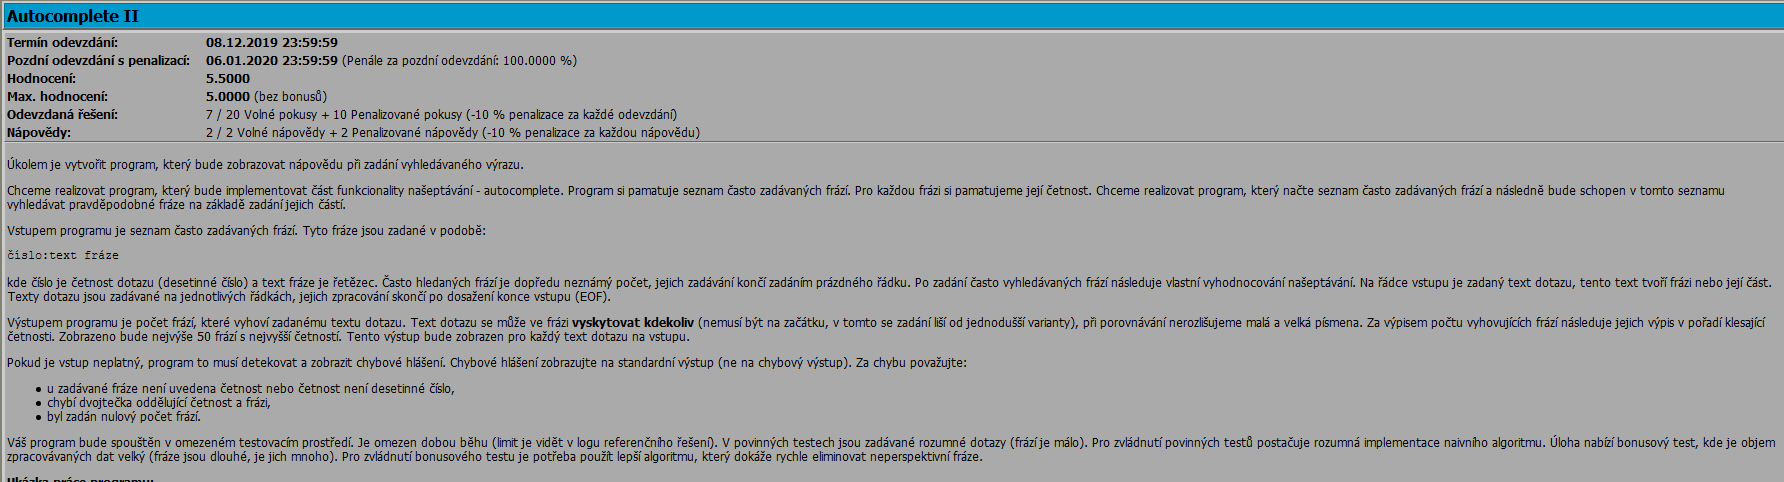 Autocomplete II
Termín odevzdání: 08.12.2019 23:59:59
Pozdní odevzdání s penalizací: 06.01.2020 23:59:59 (Penále za pozdní odevzdání: 100.0000 %)
Hodnocení: 5.5000
Max. hodnocení: 5.0000 (bez bonusů)
Odevzdaná řešení: 7 / 20 Volné pokusy + 10 Penalizované pokusy (-10 % penalizace za každé odevzdání)
Nápovědy: 2 / 2 Volné nápovědy + 2 Penalizované nápovědy (-10 % penalizace za každou nápovědu)
Úkolem je vytvořit program, který bude zobrazovat nápovědu při zadání vyhledávaného výrazu.
Chceme realizovat program, který bude implementovat část funkcionality našeptávání - autocomplete. Program si pamatuje seznam často zadávaných frází. Pro každou frázi si pamatujeme její četnost. Chceme realizovat program, který načte seznam často zadávaných frází a následně bude schopen v tomto seznamu
vyhledávat pravděpodobné fráze na základě zadání jejich částí.
Vstupem programu je seznam často zadávaných frází. Tyto fráze jsou zadané v podobě:
číslo:text fráze
kde číslo je četnost dotazu (desetinné číslo) a text fráze je řetězec. Často hledaných frází je dopředu neznámý počet, jejich zadávání končí zadáním prázdného řádku. Po zadání často vyhledávaných frází následuje vlastní vyhodnocování našeptávání. Na řádce vstupu je zadaný text dotazu, tento text tvoří frázi nebo její část.
Texty dotazu jsou zadávané na jednotlivých řádkách, jejich zpracování skončí po dosažení konce vstupu (EOF).
Výstupem programu je počet frází, které vyhoví zadanému textu dotazu. Text dotazu se může ve frázi vyskytovat kdekoliv (nemusí být na začátku, v tomto se zadání liší od jednodušší varianty), při porovnávání nerozlišujeme malá a velká písmena. Za výpisem počtu vyhovujících frází následuje jejich výpis v pořadí klesající
četnosti. Zobrazeno bude nejvýše 50 frází s nejvyšší četností. Tento výstup bude zobrazen pro každý text dotazu na vstupu.
Pokud je vstup neplatný, program to musí detekovat a zobrazit chybové hlášení. Chybové hlášení zobrazujte na standardní výstup (ne na chybový výstup). Za chybu považujte:
• u zadávané fráze není uvedena četnost nebo četnost není desetinné číslo,
• chybí dvojtečka oddělující četnost a frázi,
• byl zadán nulový počet frází.
Váš program bude spouštěn v omezeném testovacím prostředí. Je omezen dobou běhu (limit je vidět v logu referenčního řešení). V povinných testech jsou zadávané rozumné dotazy (frází je málo). Pro zvládnutí povinných testů postačuje rozumná implementace naivního algoritmu. Úloha nabízí bonusový test, kde je objem
zpracovávaných dat velký (fráze jsou dlouhé, je jich mnoho). Pro zvládnutí bonusového testu je potřeba použít lepší algoritmu, který dokáže rychle eliminovat neperspektivní fráze.
Ukázka práce programu: